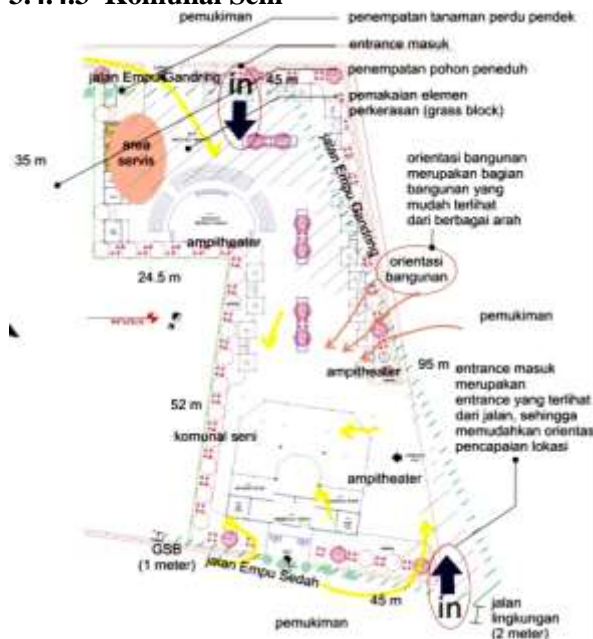 3.4.4.3 Komunal Seni
pemukiman
penempatan tanaman perdu pendek
entrance masuk
jalan Empu Gandring
in
45 m
penempatan pohon peneduh
pemakaian elemen
perkerasan (grass block)
35 m
area
servis
jalan Empu Gandring
orientasi bangunan
merupakan bagian
bangunan yang
mudah terlihat
dari berbagai arah
ampitheater
orientasi
bangunan
24.5 m
pemukiman
95 m
ampitheater
entrance masuk
merupakan
entrance yang terlihat
dari jalan, sehingga
memudahkan orientas
pencapaian lokasi
52 m
komunal seni
ampitheater
GSB
(1 meter)
jalan Empu Sedah
45 m
in
jalan
lingkungan
(2 meter)
pemukiman